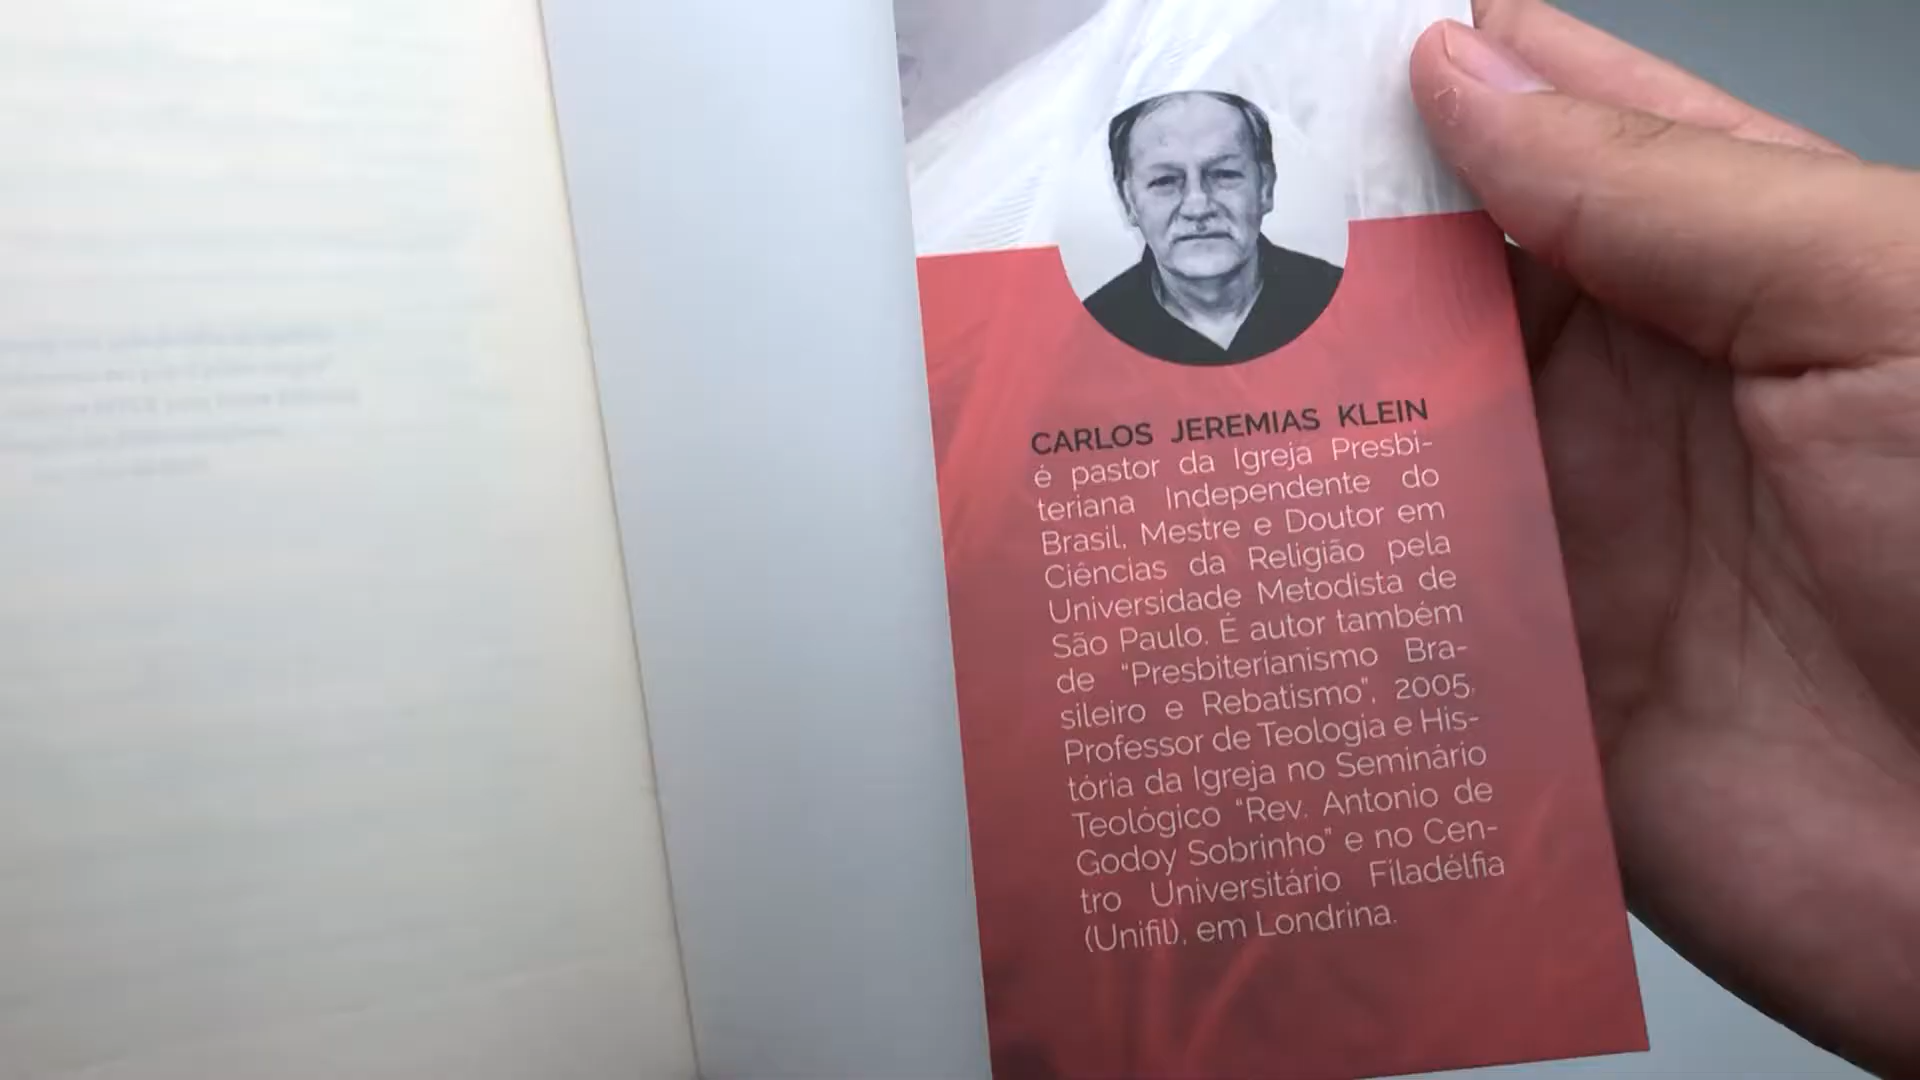 CARLOS JEREMIAS KLEIN
é pastor da Igreja Presbi-
teriana Independente do
Brasil, Mestre e Doutor em
Ciências da Religião pela
Universidade Metodista de
São Paulo. É autor também
de "Presbiterianismo Bra-
sileiro e Rebatismo", 2005.
Professor de Teologia e His-
tória da Igreja no Seminário
Teológico "Rev. Antonio de
Godoy Sobrinho" e no Cen-
tro Universitário Filadélfia
(Unifil), em Londrina.